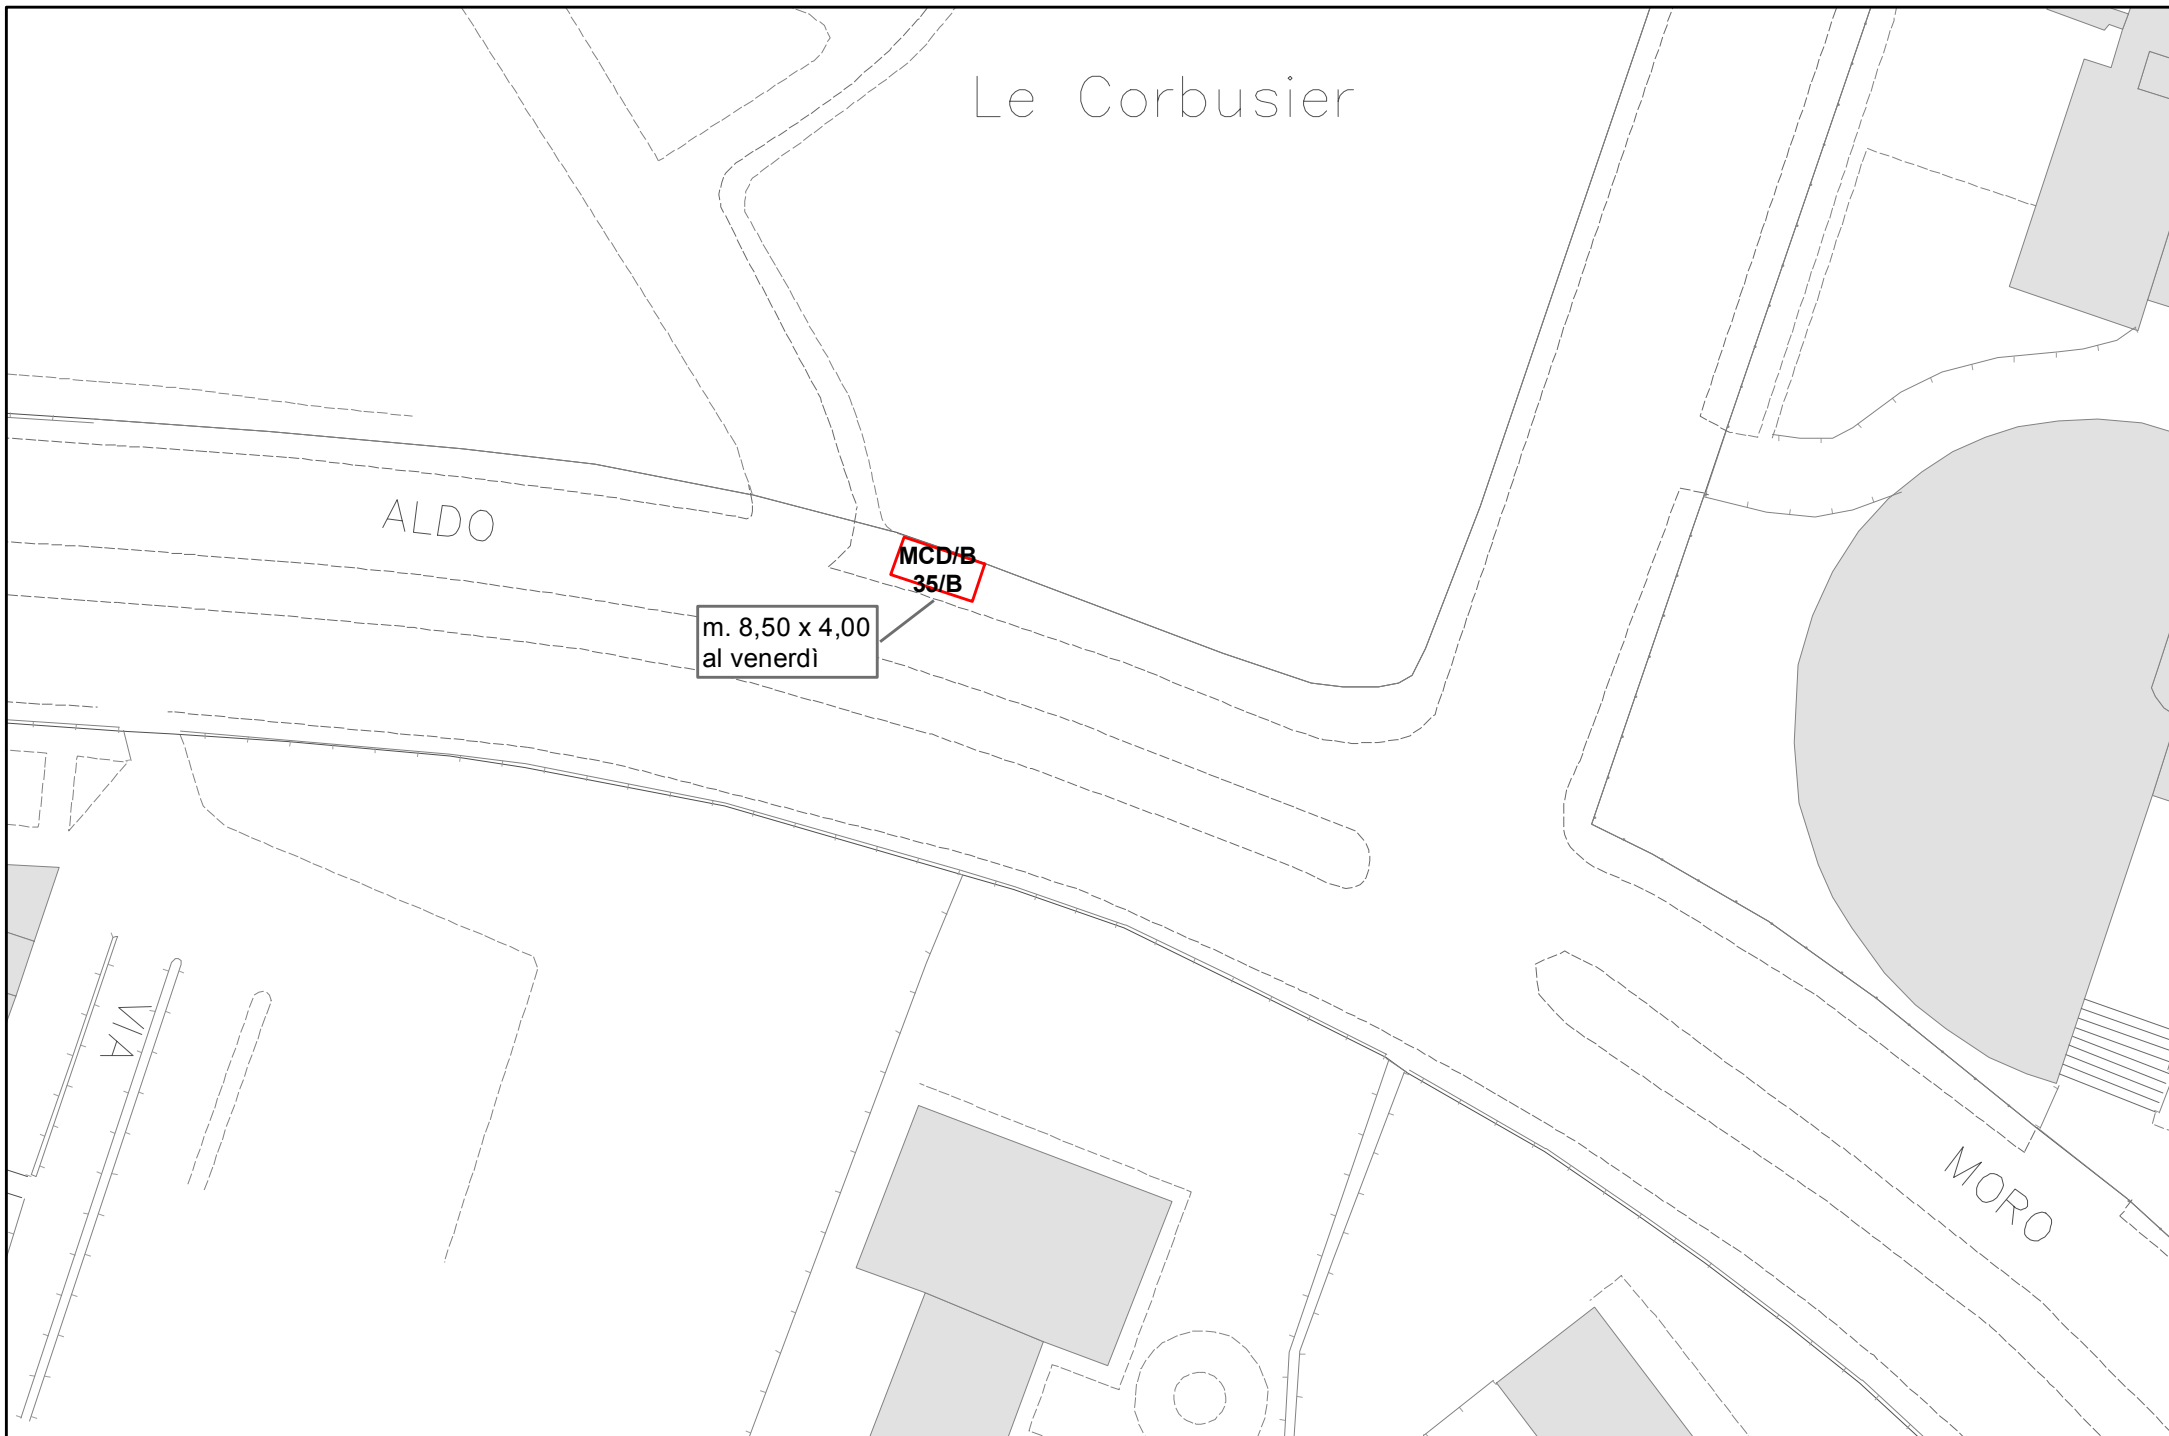 Le Corbusier
ALDO
MCD/B
35/B
m. 8,50 x 4,00
al venerdì
VIA
MORO